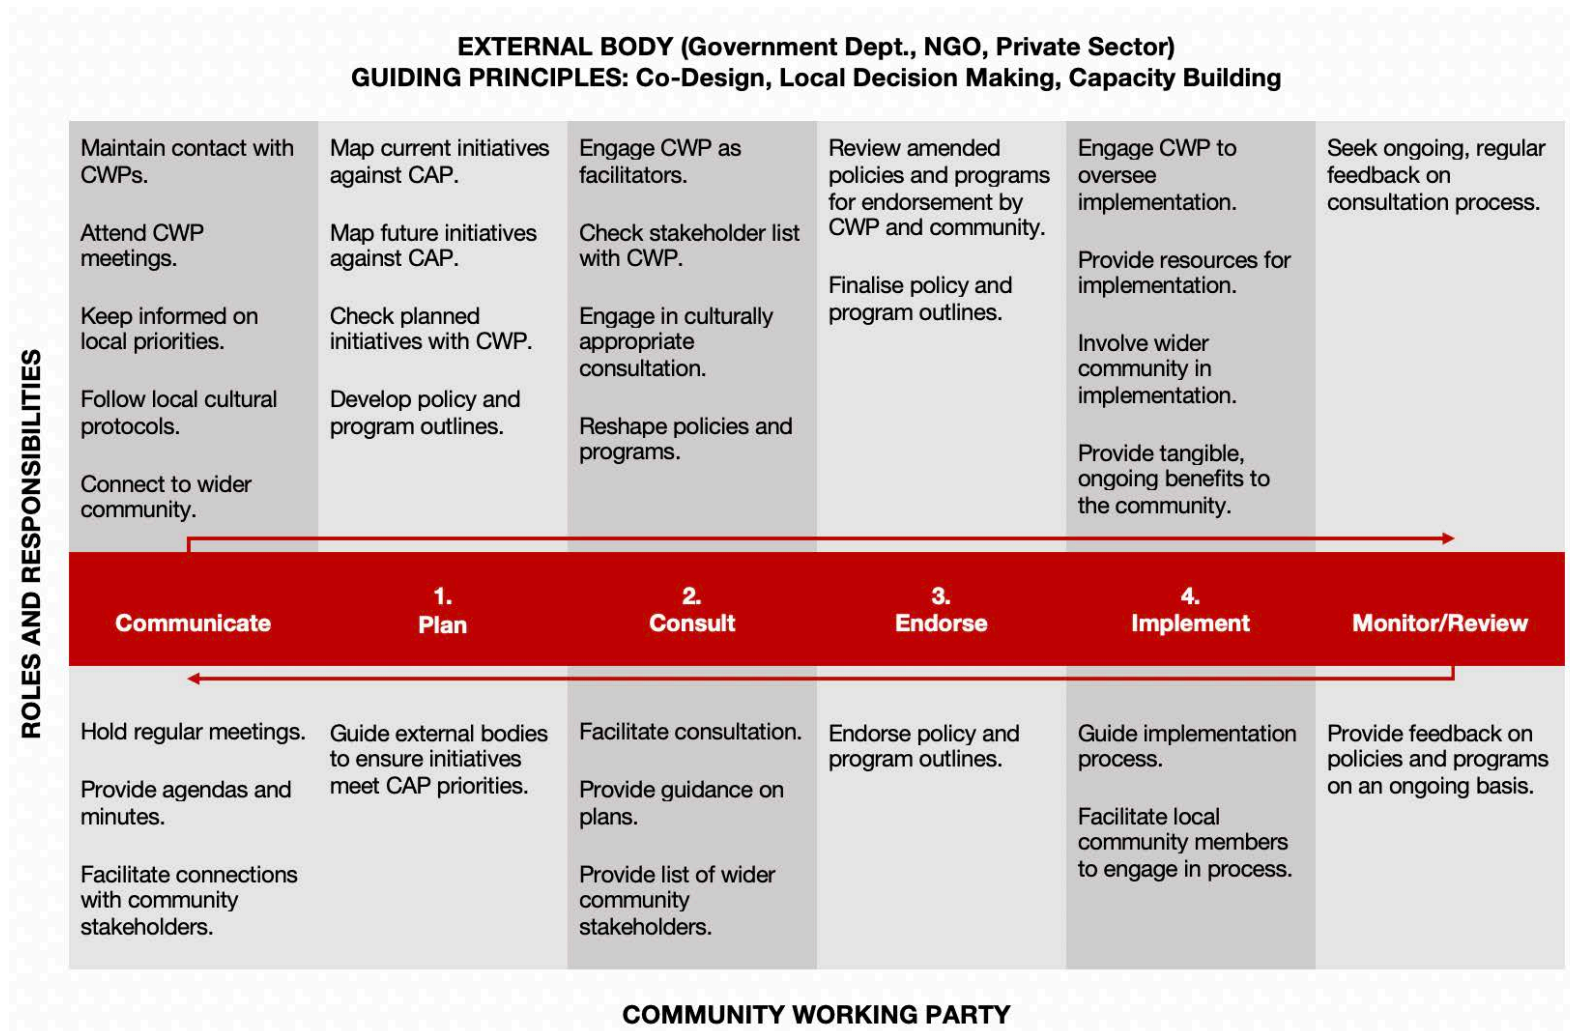 EXTERNAL BODY (Government Dept., NGO, Private Sector)
GUIDING PRINCIPLES: Co-Design, Local Decision Making, Capacity Building
ROLES AND RESPONSIBILITIES
Maintain contact with
CWPs.
Attend CWP
meetings.
Keep informed on
local priorities.
Follow local cultural
protocols.
Connect to wider
community.
Map current initiatives
against CAP.
Map future initiatives
against CAP.
Check planned
initiatives with CWP.
Develop policy and
program outlines.
Engage CWP as
facilitators.
Check stakeholder list
with CWP.
Engage in culturally
appropriate
consultation.
Reshape policies and
programs.
Review amended
policies and programs
for endorsement by
CWP and community.
Finalise policy and
program outlines.
Engage CWP to
oversee
implementation.
Provide resources for
implementation.
Involve wider
community in
implementation.
Provide tangible,
ongoing benefits to
the community.
Seek ongoing, regular
feedback on
consultation process.
Communicate
1.
Plan
2.
Consult
3.
Endorse
4.
Implement
Monitor/Review
Hold regular meetings.
Provide agendas and
minutes.
Facilitate connections
with community
stakeholders.
Guide external bodies
to ensure initiatives
meet CAP priorities.
Facilitate consultation.
Provide guidance on
plans.
Provide list of wider
community
stakeholders.
Endorse policy and
program outlines.
Guide implementation
process.
Facilitate local
community members
to engage in process.
Provide feedback on
policies and programs
on an ongoing basis.
COMMUNITY WORKING PARTY